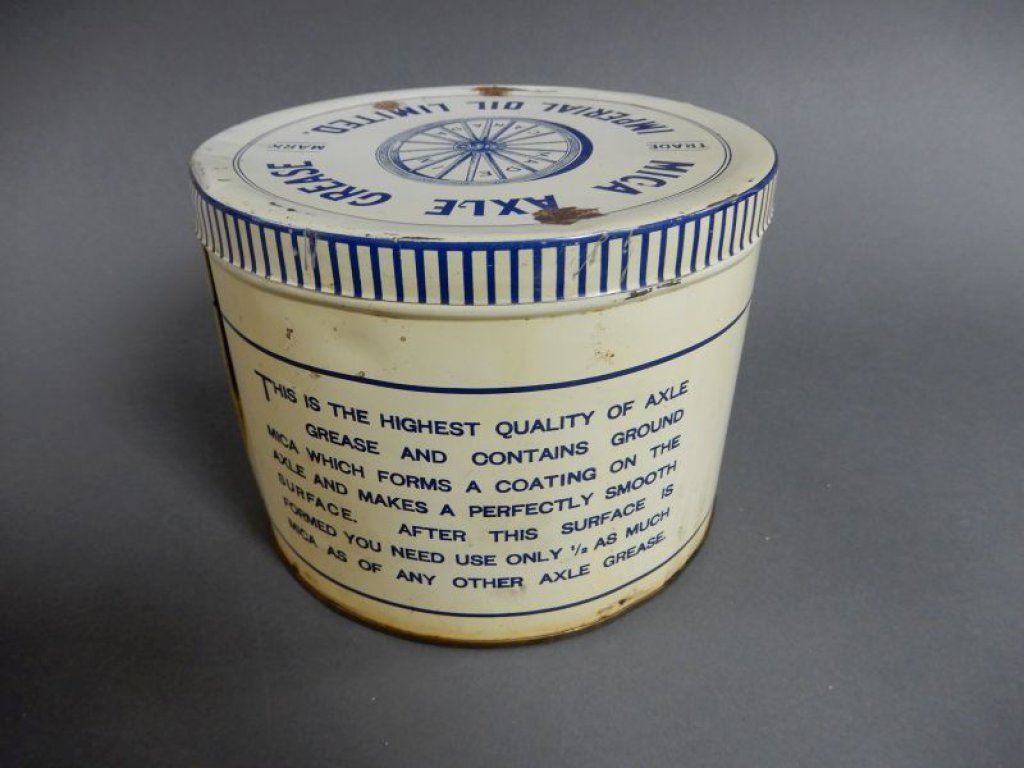 IMPERIAL OIL LIMITED.
TRADE MARK
MICA AXLE GREASE
THIS IS THE HIGHEST QUALITY OF AXLE
GREASE AND CONTAINS GROUND
MICA WHICH FORMS A COATING ON THE
AXLE AND MAKES A PERFECTLY SMOOTH
SURFACE. AFTER THIS SURFACE IS
FORMED YOU NEED USE ONLY ½ AS MUCH
MICA AS OF ANY OTHER AXLE GREASE.